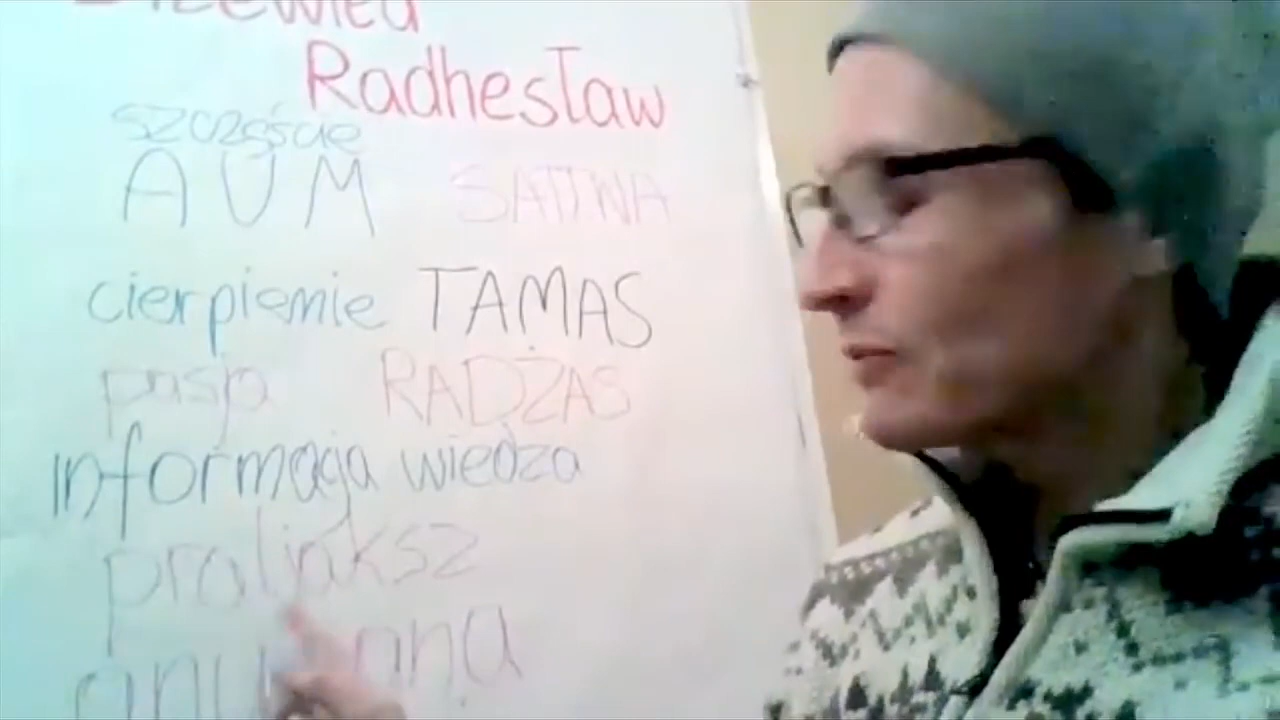 Radhesław
szczęście
AUM SATTWA
cierpienie TAMAS
pasja RADŻAS
informacja wiedza